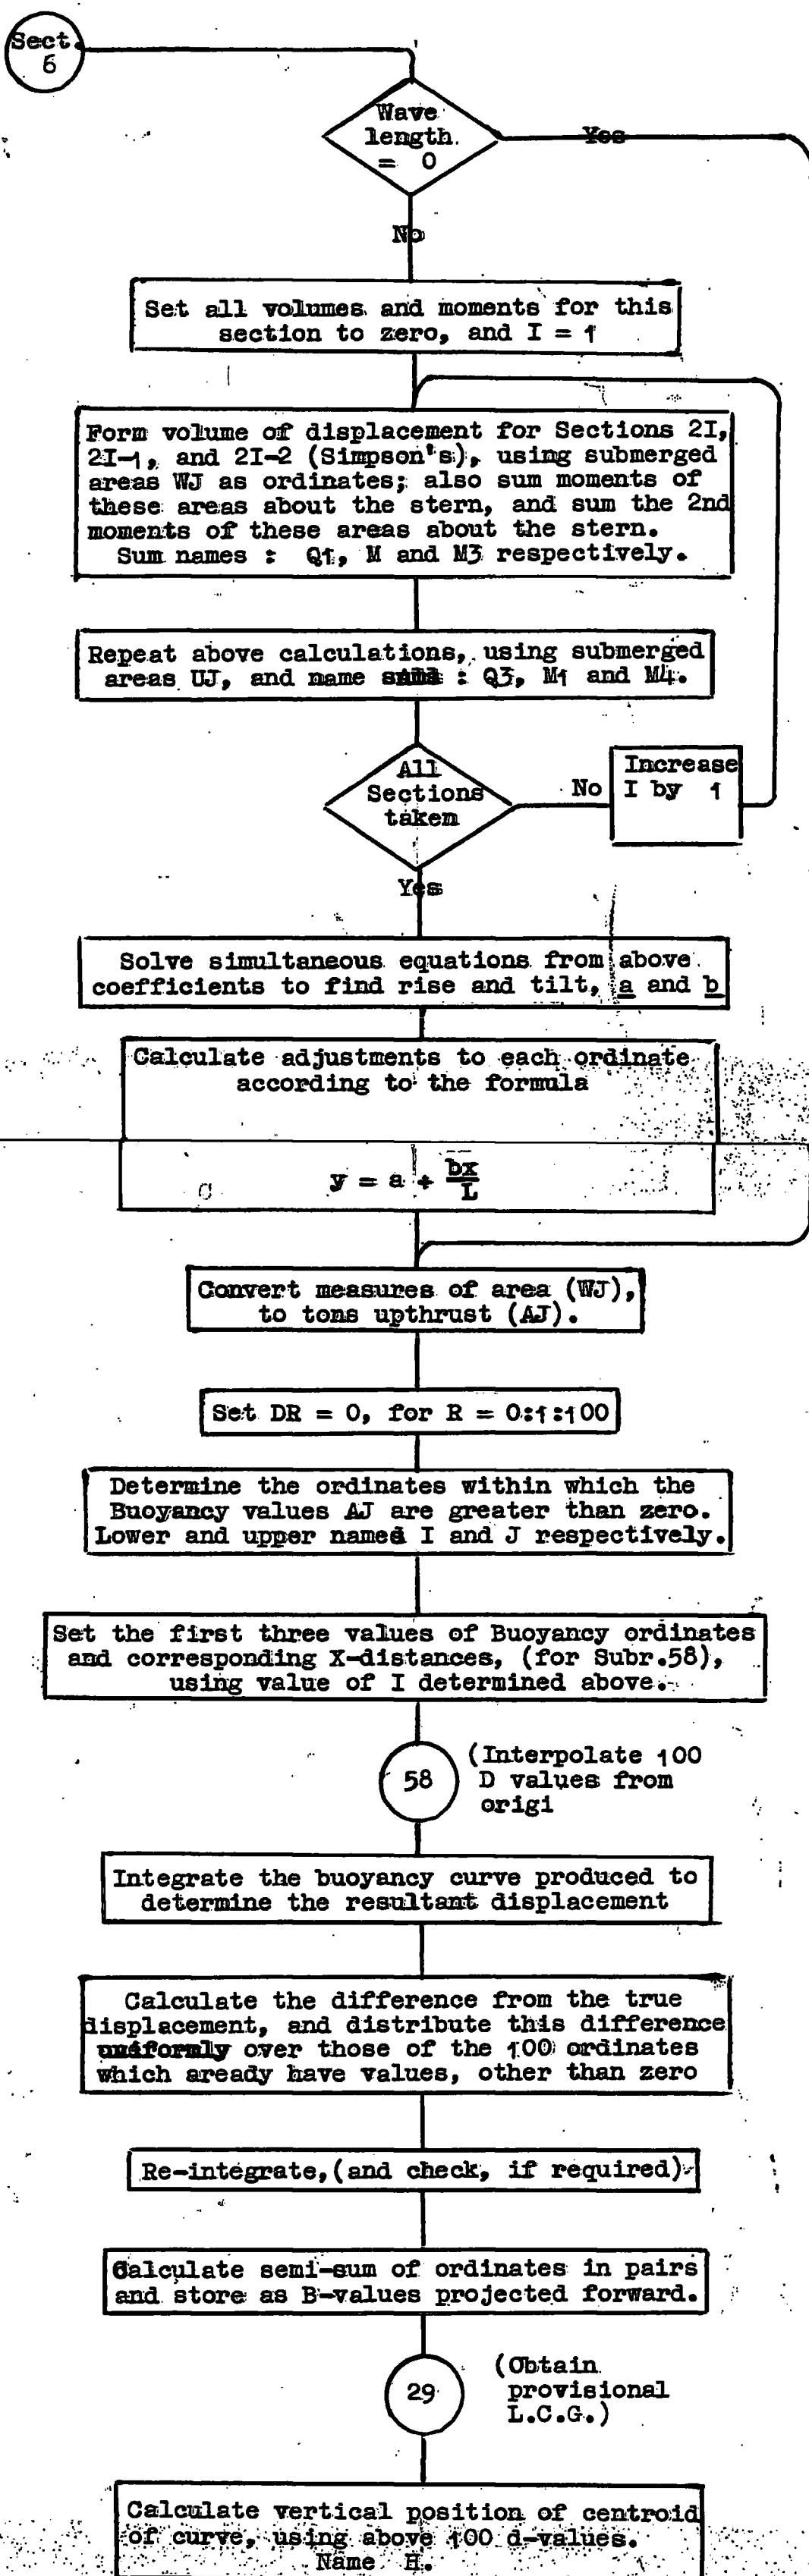 Sect.
6
Wave
length.
= 0
Yes
No
Set all volumes and moments for this
section to zero, and I = 1
Form volume of displacement for Sections 2I,
2I-1, and 2I-2 (Simpson's), using submerged
areas WJ as ordinates; also sum moments of
these areas about the stern, and sum the 2nd
moments of these areas about the stern.
Sum names : Q1, M and M3 respectively.
Repeat above calculations, using submerged
areas UJ, and name : Q3, M1 and M4.
All
Sections
taken
No
Increase
I by 1
Yes
Solve simultaneous equations from above
coefficients to find rise and tilt, a and b
Calculate adjustments to each ordinate
according to the formula
y = a + bx
L
Convert measures of area (WJ),
to tons upthrust (AJ).
Set DR = 0, for R = 0:1:100
Determine the ordinates within which the
Buoyancy values AJ are greater than zero.
Lower and upper named I and J respectively.
Set the first three values of Buoyancy ordinates
and corresponding X-distances, (for Subr.58),
using value of I determined above.
58
(Interpolate 100
D values from
origi
Integrate the buoyancy curve produced to
determine the resultant displacement
Calculate the difference from the true
displacement, and distribute this difference
uniformly over those of the 100 ordinates
which aready have values, other than zero
Re-integrate,(and check, if required)
Calculate semi-sum of ordinates in pairs
and store as B-values projected forward.
29
(Obtain
provisional
L.C.G.)
Calculate vertical position of centroid
of curve, using above 100 d-values.
Name H.